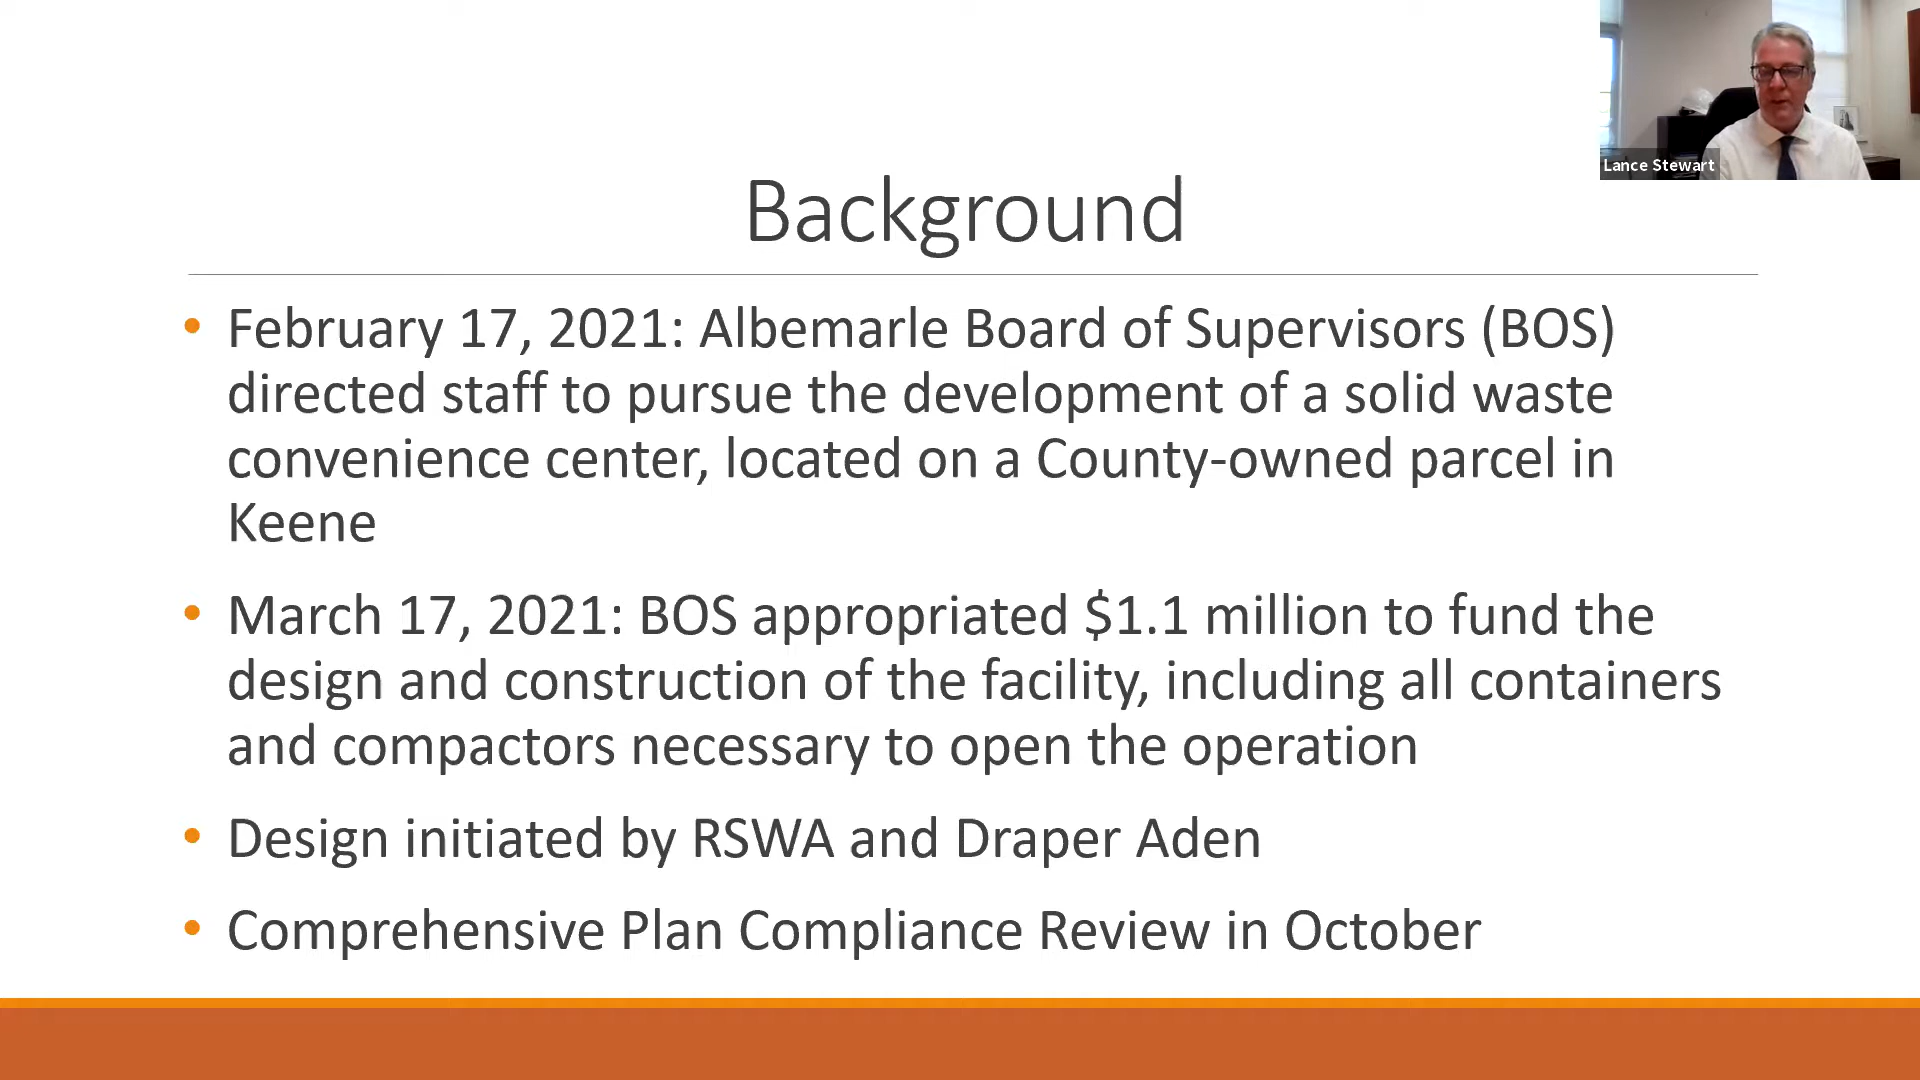 Lance Stewart
Background
• February 17, 2021: Albemarle Board of Supervisors (BOS)
directed staff to pursue the development of a solid waste
convenience center, located on a County-owned parcel in
Keene
• March 17, 2021: BOS appropriated $1.1 million to fund the
design and construction of the facility, including all containers
and compactors necessary to open the operation
• Design initiated by RSWA and Draper Aden
• Comprehensive Plan Compliance Review in October